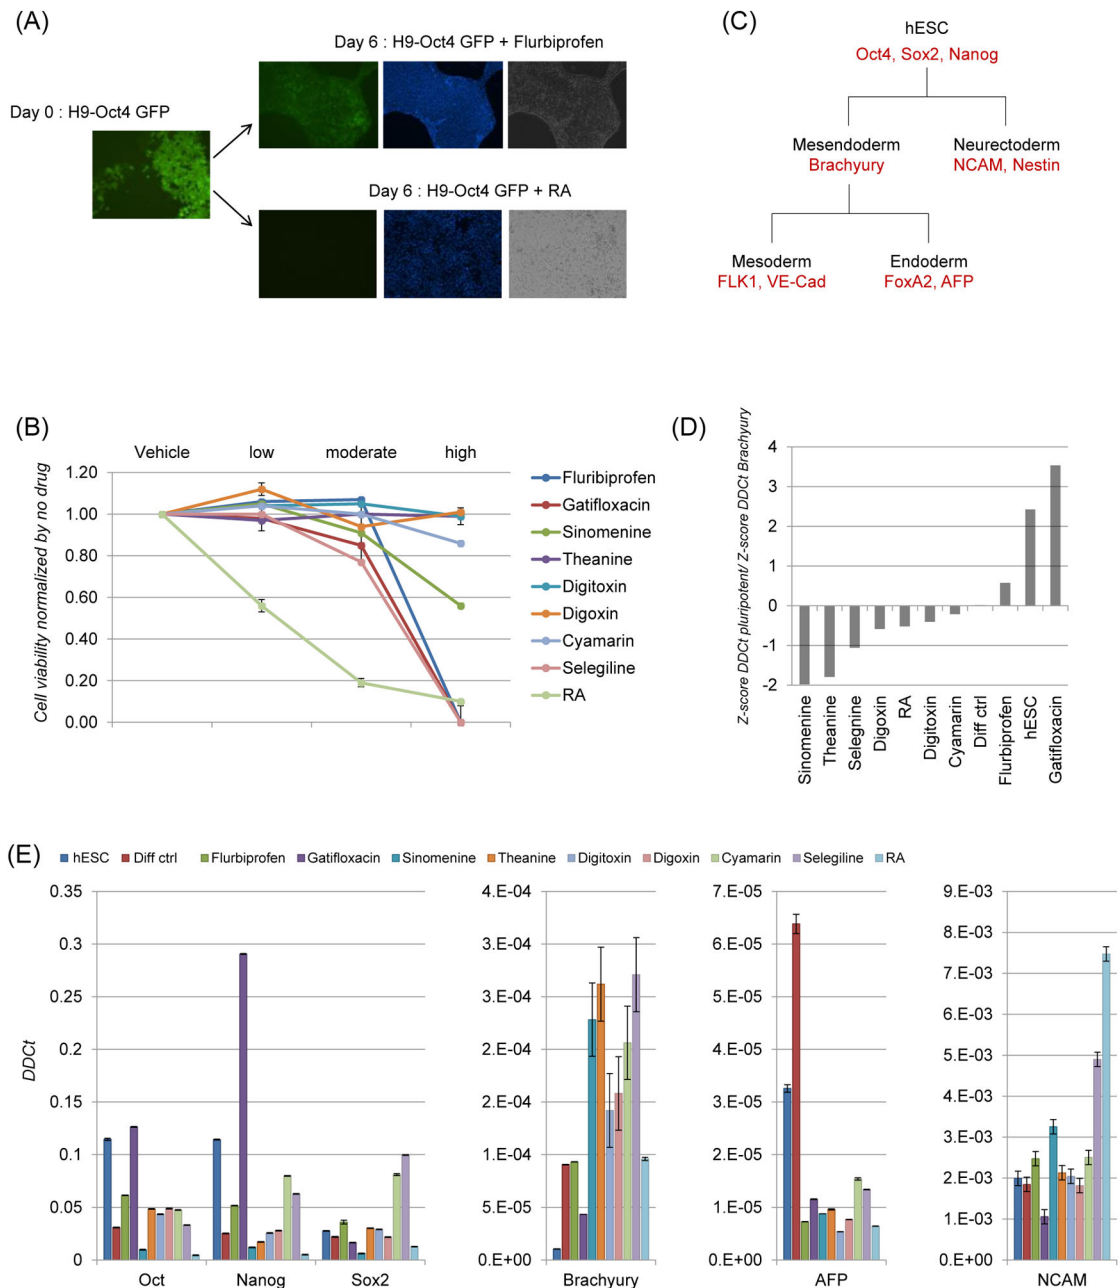 (A)
Day 6 : H9-Oct4 GFP + Flurbiprofen
Day 0 : H9-Oct4 GFP
Day 6 : H9-Oct4 GFP + RA
(C)
hESC
Oct4, Sox2, Nanog
Mesendoderm
Brachyury
Neurectoderm
NCAM, Nestin
Mesoderm
FLK1, VE-Cad
Endoderm
FoxA2, AFP
(B)
Vehicle low moderate high
Cell viability normalized by no drug
1.20
1.00
0.80
0.60
0.40
0.20
0.00
Fluribiprofen
Gatifloxacin
Sinomenine
Theanine
Digitoxin
Digoxin
Cyamarin
Selegiline
RA
(D)
Z-score DDCt pluripotent/ Z-score DDCt Brachyury
4
3
2
1
0
-1
-2
Sinomenine
Theanine
Selegnine
Digoxin
RA
Digitoxin
Cyamarin
Diff ctrl
Flurbiprofen
hESC
Gatifloxacin
(E)
hESC Diff ctrl Flurbiprofen Gatifloxacin Sinomenine Theanine Digitoxin Digoxin Cyamarin Selegiline RA
DDCt
0.35
0.3
0.25
0.2
0.15
0.1
0.05
0
Oct Nanog Sox2
4.E-04
3.E-04
3.E-04
2.E-04
2.E-04
1.E-04
5.E-05
0.E+00
Brachyury
7.E-05
6.E-05
5.E-05
4.E-05
3.E-05
2.E-05
1.E-05
0.E+00
AFP
9.E-03
8.E-03
7.E-03
6.E-03
5.E-03
4.E-03
3.E-03
2.E-03
1.E-03
0.E+00
NCAM